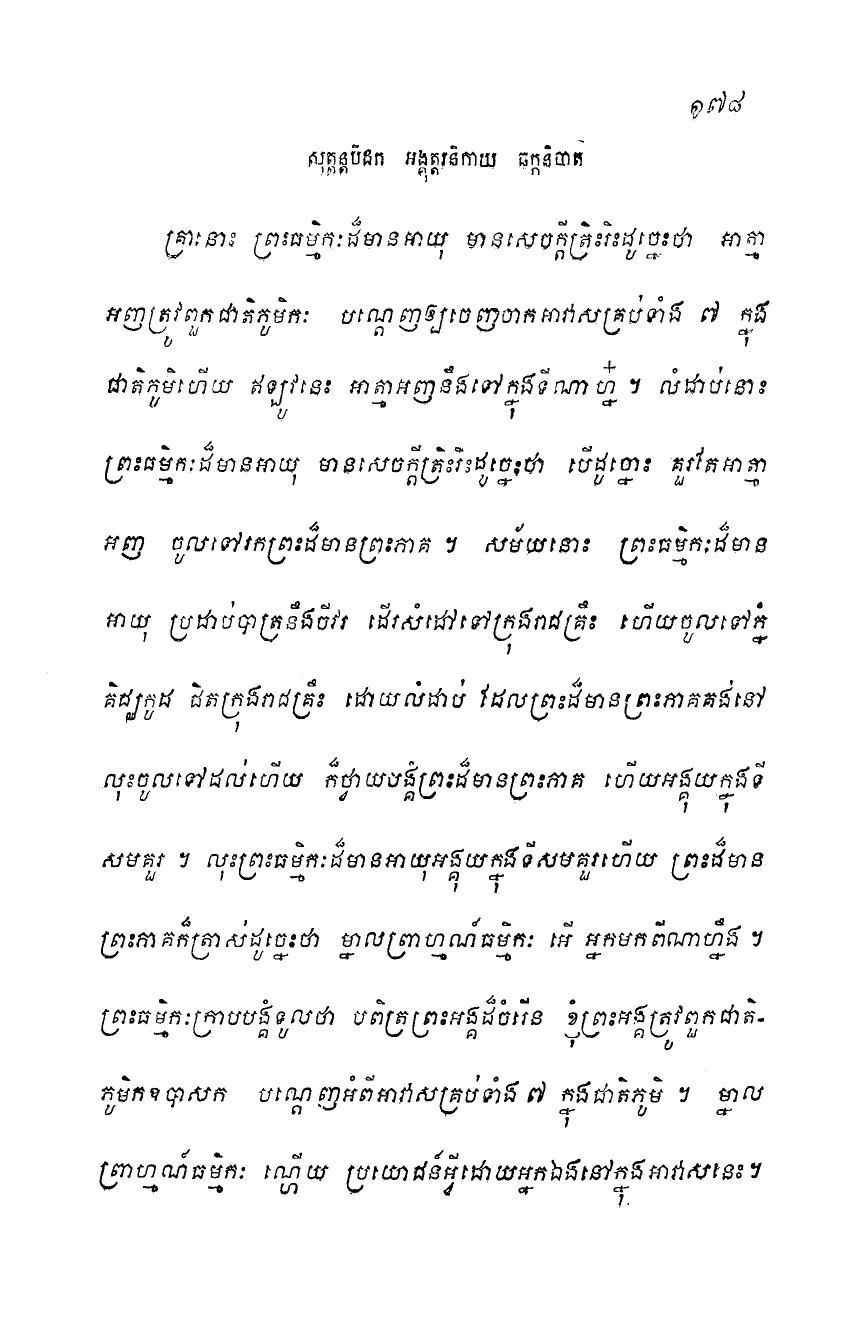 ១៧៨
សុត្តន្តបិដក អង្គុត្តរនិកាយ ឆក្កនិបាត
គ្រានោះ ព្រះធម្មិកៈដ៏មានអាយុ មានសេចក្តីត្រិះរិះដូច្នេះថា អាត្មា
អញត្រូវពួកជាតិភូមិកៈ បណ្តេញឲ្យចេញចាកអាវាសគ្រប់ទាំង ៧ ក្នុង
ជាតិភូមិហើយ ឥឡូវនេះ អាត្មាអញនឹងទៅក្នុងទីណាហ្ន៎ ។ លំដាប់នោះ
ព្រះធម្មិកៈដ៏មានអាយុ មានសេចក្តីត្រិះរិះដូច្នេះថា បើដូច្នោះ គួរតែអាត្មា
អញ ចូលទៅរកព្រះដ៏មានព្រះភាគ ។ សម័យនោះ ព្រះធម្មិកៈដ៏មាន
អាយុ ប្រដាប់បាត្រនឹងចីវរ ដើរសំដៅទៅក្រុងរាជគ្រឹះ ហើយចូលទៅភ្នំ
គិជ្ឈកូដ ជិតក្រុងរាជគ្រឹះ ដោយលំដាប់ ដែលព្រះដ៏មានព្រះភាគគង់នៅ
លុះចូលទៅដល់ហើយ ក៏ថ្វាយបង្គំព្រះដ៏មានព្រះភាគ ហើយអង្គុយក្នុងទី
សមគួរ ។ លុះព្រះធម្មិកៈដ៏មានអាយុអង្គុយក្នុងទីសមគួរហើយ ព្រះដ៏មាន
ព្រះភាគក៏ត្រាស់ដូច្នេះថា ម្នាលព្រាហ្មណ៍ធម្មិកៈ អើ អ្នកមកពីណាហ្នឹង ។
ព្រះធម្មិកៈក្រាបបង្គំទូលថា បពិត្រព្រះអង្គដ៏ចំរើន ខ្ញុំព្រះអង្គត្រូវពួកជាតិ-
ភូមិកឧបាសក បណ្តេញអំពីអាវាសគ្រប់ទាំង ៧ ក្នុងជាតិភូមិ ។ ម្នាល
ព្រាហ្មណ៍ធម្មិកៈ ណ្ហើយ ប្រយោជន៍អ្វីដោយអ្នកឯងនៅក្នុងអាវាសនេះ។